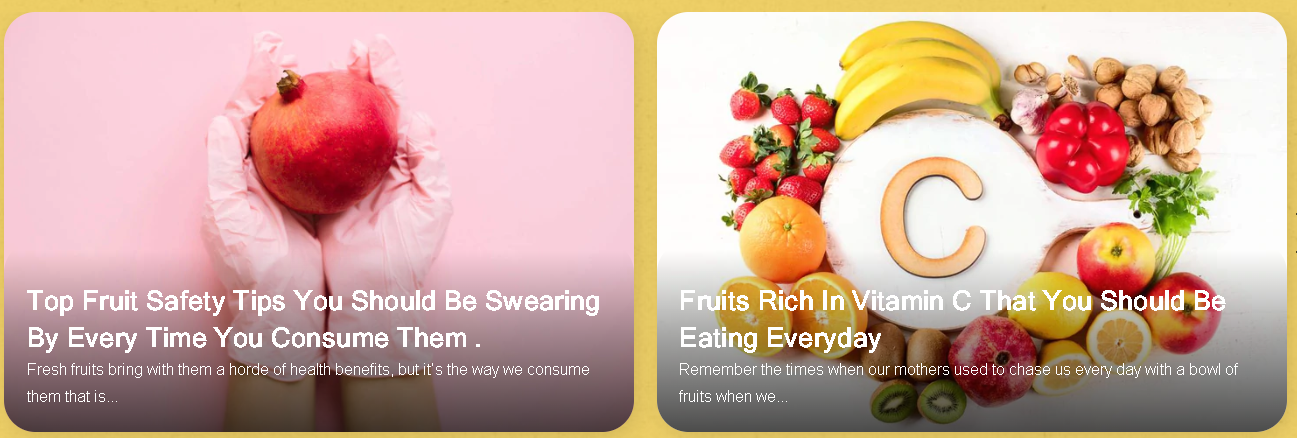 Top Fruit Safety Tips You Should Be Swearing
By Every Time You Consume Them .
Fresh fruits bring with them a horde of health benefits, but it's the way we consume
them that is...
C
Fruits Rich In Vitamin C That You Should Be
Eating Everyday
Remember the times when our mothers used to chase us every day with a bowl of
fruits when we...